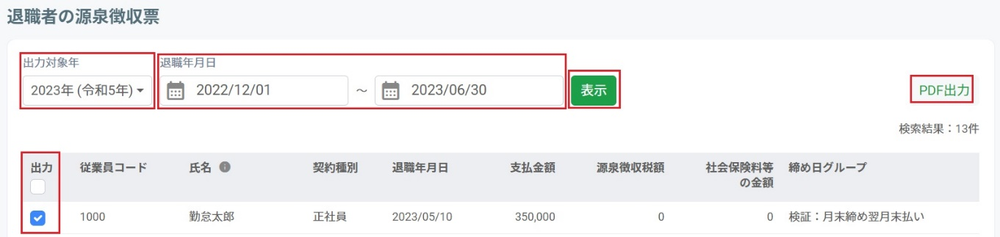 退職者の源泉徴収票
出力対象年 退職年月日
2023年 (令和5年) 2022/12/01 ～ 2023/06/30 表示 PDF出力
検索結果：13件
出力 従業員コード 氏名 契約種別 退職年月日 支払金額 源泉徴収税額 社会保険料等 締め日グループ
の金額
1000 勤怠太郎 正社員 2023/05/10 350,000 0 0 検証：月末締め翌月末払い